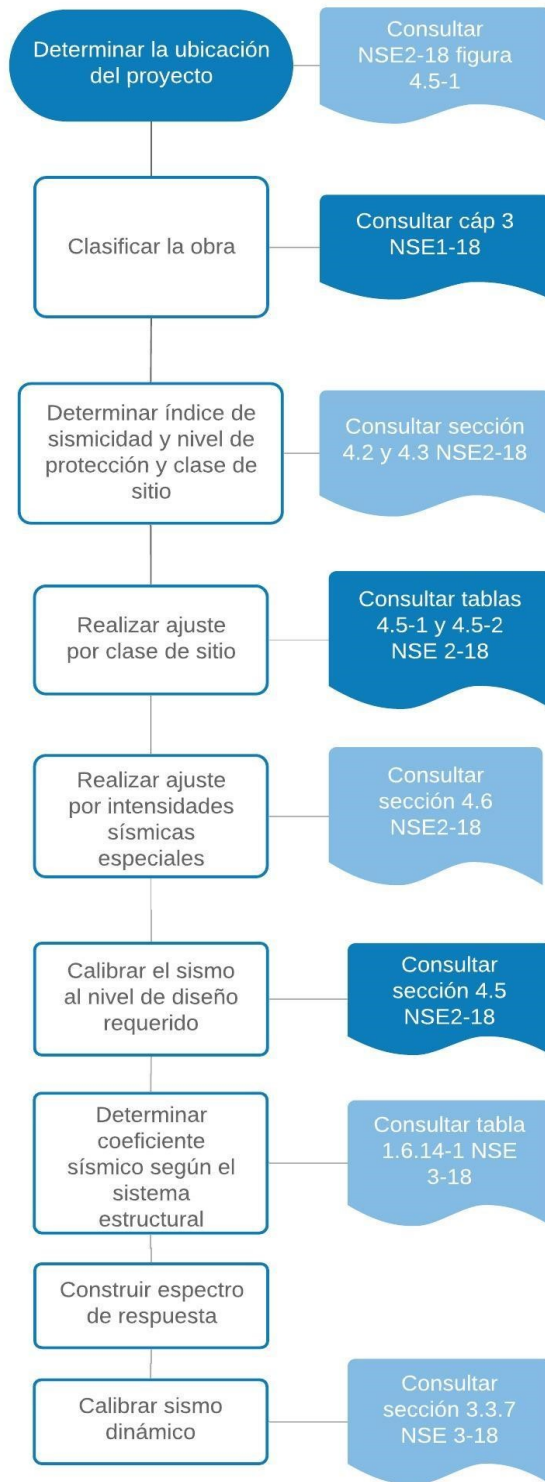 Determinar la ubicación
del proyecto
Consultar
NSE2-18 figura
4.5-1
Clasificar la obra
Consultar cáp 3
NSE1-18
Determinar índice de
sismicidad y nivel de
protección y clase de
sitio
Consultar sección
4.2 y 4.3 NSE2-18
Realizar ajuste
por clase de sitio
Consultar tablas
4.5-1 y 4.5-2
NSE 2-18
Realizar ajuste
por intensidades
sísmicas
especiales
Consultar
sección 4.6
NSE2-18
Calibrar el sismo
al nivel de diseño
requerido
Consultar
sección 4.5
NSE2-18
Determinar
coeficiente
sísmico según el
sistema
estructural
Consultar tabla
1.6.14-1 NSE
3-18
Construir espectro
de respuesta
Calibrar sismo
dinámico
Consultar
sección 3.3.7
NSE 3-18